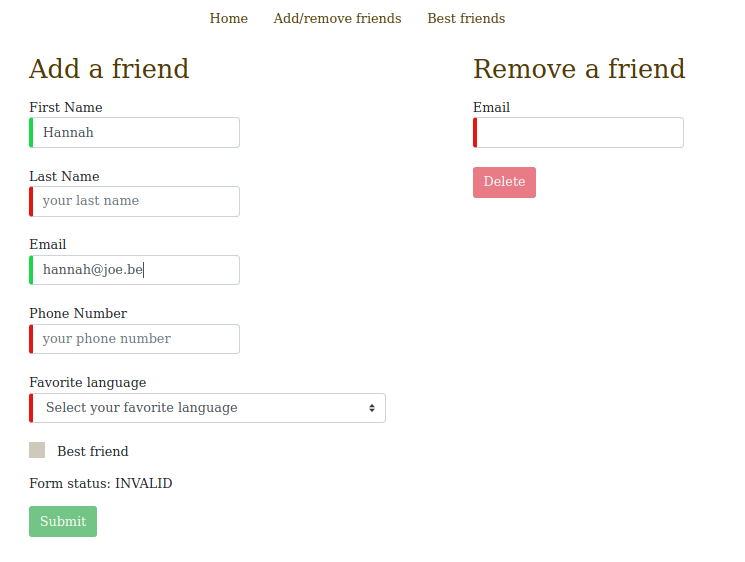 Home Add/remove friends Best friends
Add a friend
First Name
Hannah
Last Name
your last name
Email
hannah@joe.be
Phone Number
your phone number
Favorite language
Select your favorite language
Best friend
Form status: INVALID
Submit
Remove a friend
Email
Delete